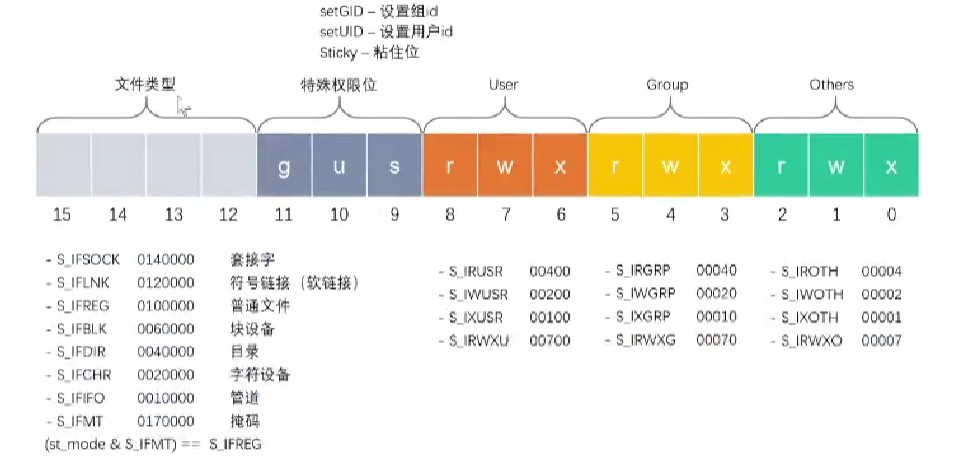 setGID – 设置组id
setUID – 设置用户id
Sticky – 粘住位
文件类型 特殊权限位 User Group Others
g u s r w x r w x r w x
15 14 13 12 11 10 9 8 7 6 5 4 3 2 1 0
- S_IFSOCK 0140000 套接字
- S_IFLNK 0120000 符号链接（软链接）
- S_IFREG 0100000 普通文件
- S_IFBLK 0060000 块设备
- S_IFDIR 0040000 目录
- S_IFCHR 0020000 字符设备
- S_IFIFO 0010000 管道
- S_IFMT 0170000 掩码
(st_mode & S_IFMT) == S_IFREG
- S_IRUSR 00400
- S_IWUSR 00200
- S_IXUSR 00100
- S_IRWXU 00700
- S_IRGRP 00040
- S_IWGRP 00020
- S_IXGRP 00010
- S_IRWXG 00070
- S_IROTH 00004
- S_IWOTH 00002
- S_IXOTH 00001
- S_IRWXO 00007